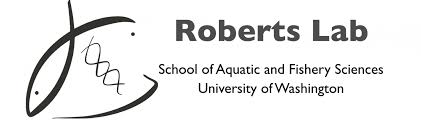 Roberts Lab
School of Aquatic and Fishery Sciences
University of Washington